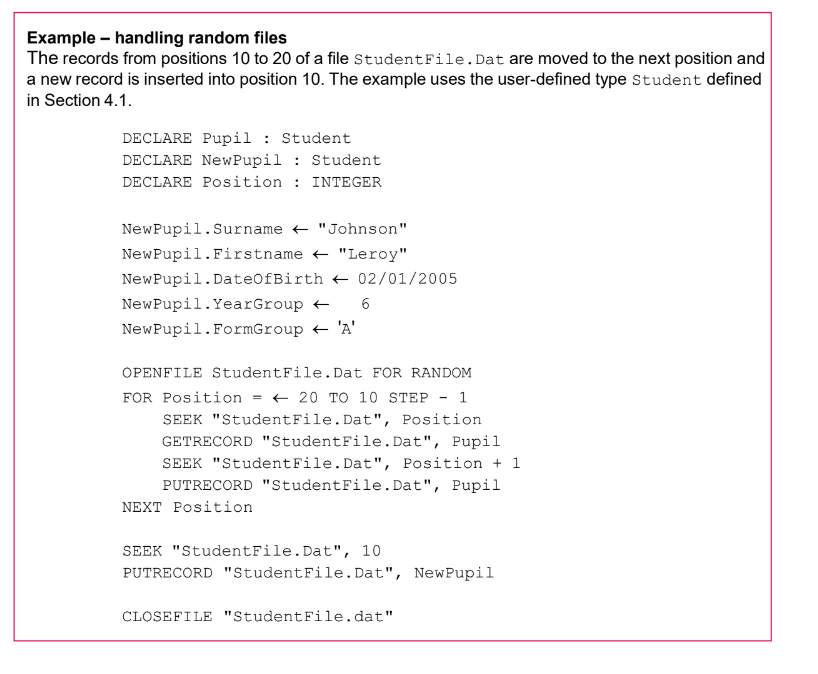 Example – handling random files
The records from positions 10 to 20 of a file StudentFile.Dat are moved to the next position and
a new record is inserted into position 10. The example uses the user-defined type Student defined
in Section 4.1.
DECLARE Pupil : Student
DECLARE NewPupil : Student
DECLARE Position : INTEGER
NewPupil.Surname ← "Johnson"
NewPupil.Firstname ← "Leroy"
NewPupil.DateOfBirth ← 02/01/2005
NewPupil.YearGroup ← 6
NewPupil.FormGroup ← 'A'
OPENFILE StudentFile.Dat FOR RANDOM
FOR Position = ← 20 TO 10 STEP - 1
SEEK "StudentFile.Dat", Position
GETRECORD "StudentFile.Dat", Pupil
SEEK "StudentFile.Dat", Position + 1
PUTRECORD "StudentFile.Dat", Pupil
NEXT Position
SEEK "StudentFile.Dat", 10
PUTRECORD "StudentFile.Dat", NewPupil
CLOSEFILE "StudentFile.dat"